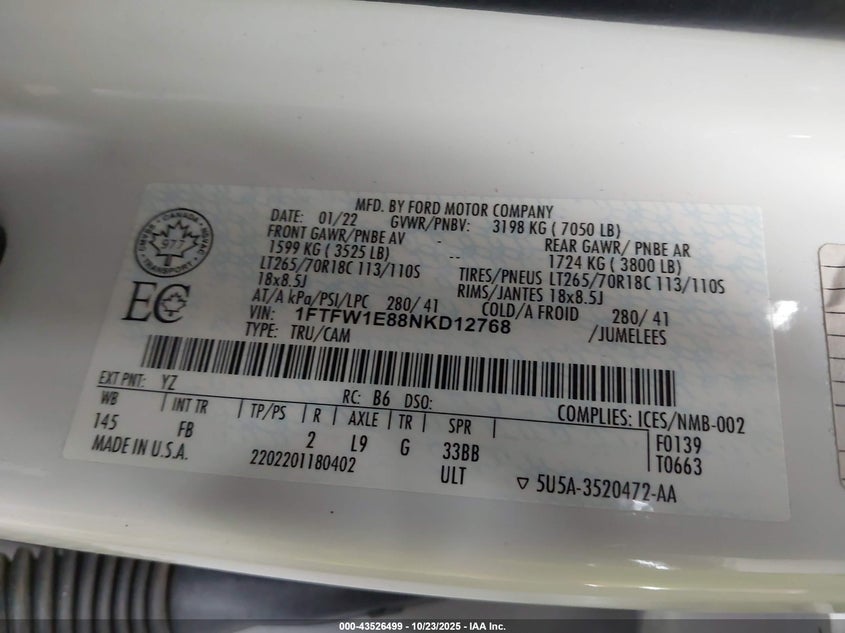 MFD. BY FORD MOTOR COMPANY
DATE: 01/22 GVWR/PNBV: 3198 KG ( 7050 LB)
FRONT GAWR/PNBE AV REAR GAWR/ PNBE AR
1599 KG ( 3525 LB) 1724 KG ( 3800 LB)
LT265/70R18C 113/110S TIRES/PNEUS LT265/70R18C 113/110S
18x8.5J RIMS/JANTES 18x8.5J
AT/A kPa/PSI/LPC 280/ 41 COLD/A FROID 280/ 41
VIN: 1FTFW1E88NKD12768 /JUMELEES
TYPE: TRU/CAM
CANADA
977
TRANSPORT
EC
EXT PNT: YZ RC: B6 DSO: COMPLIES: ICES/NMB-002
WB INT TR TP/PS R AXLE TR SPR F0139
145 FB 2 L9 G 33BB T0663
MADE IN U.S.A. 2202201180402 ULT ▽ 5U5A-3520472-AA
000-43526499 - 10/23/2025 - IAA Inc.